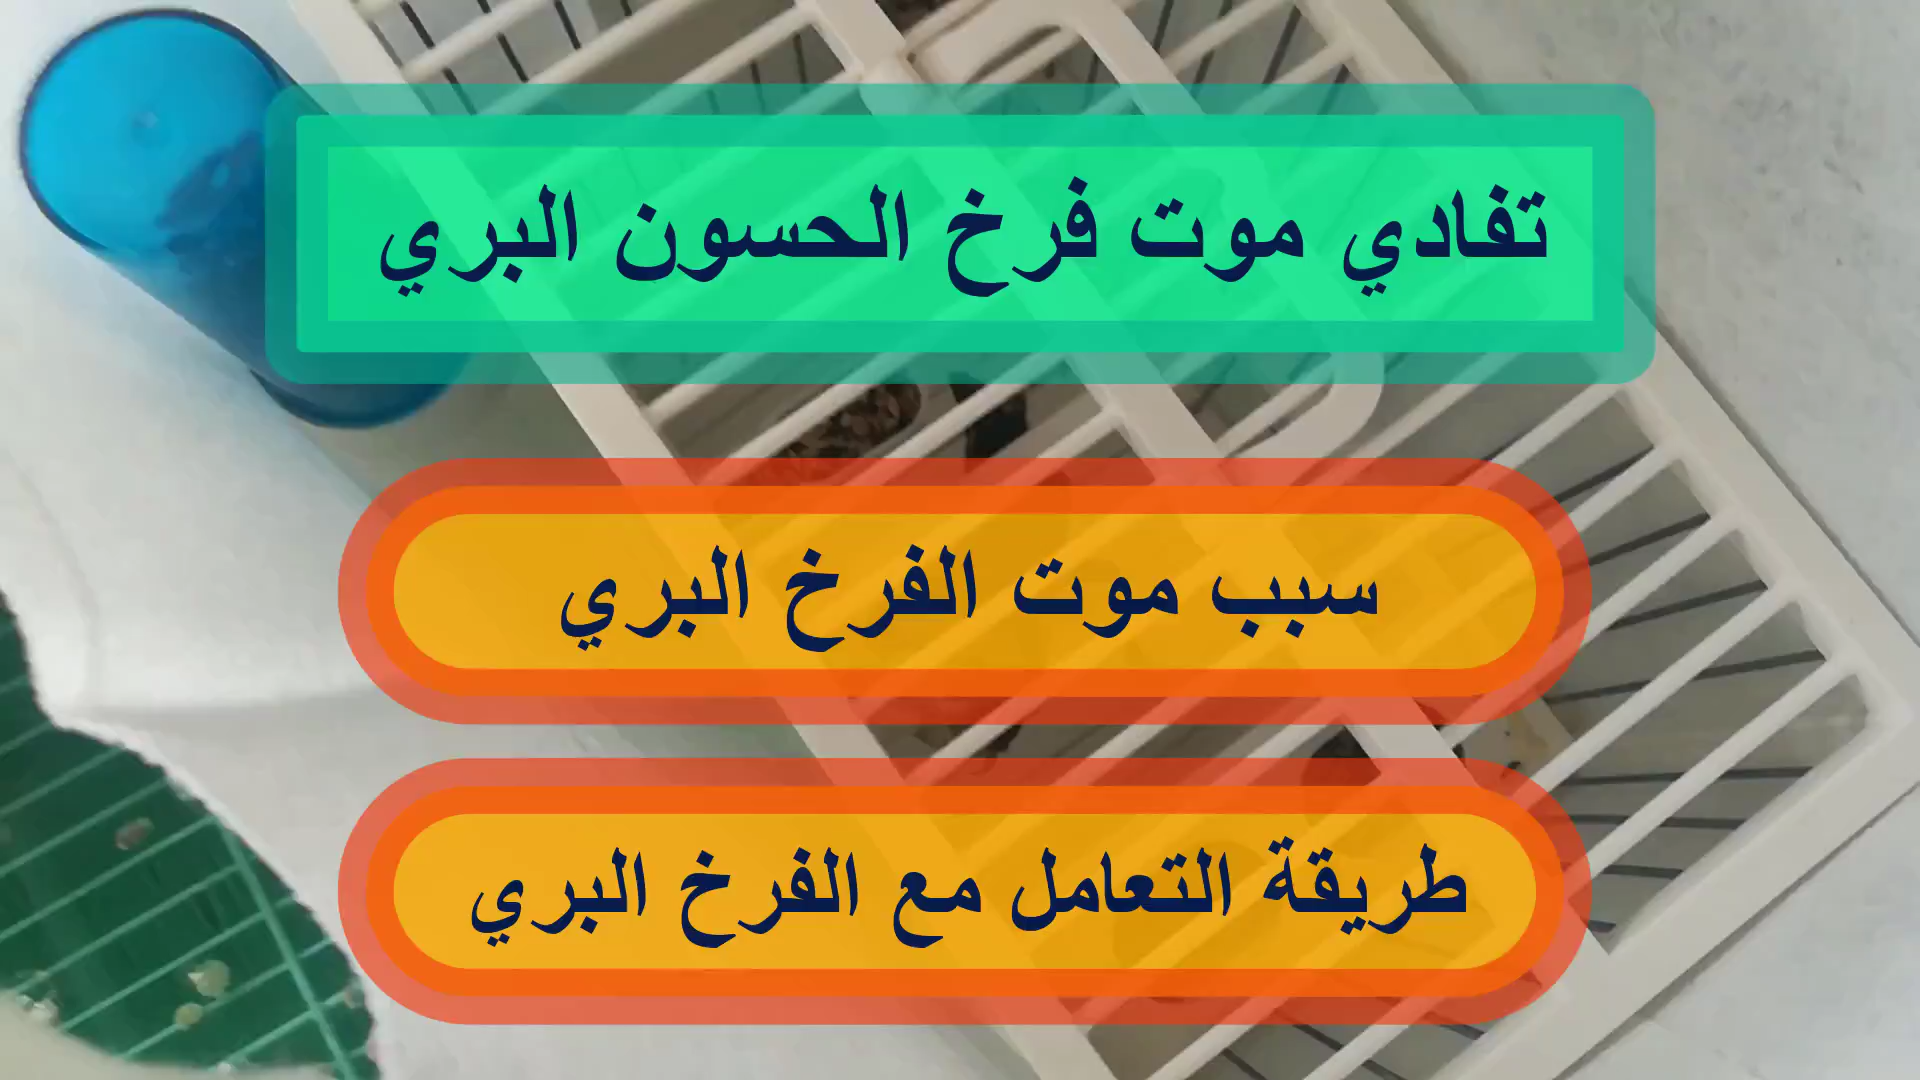 تفادي موت فرخ الحسون البري
سبب موت الفرخ البري
طريقة التعامل مع الفرخ البري